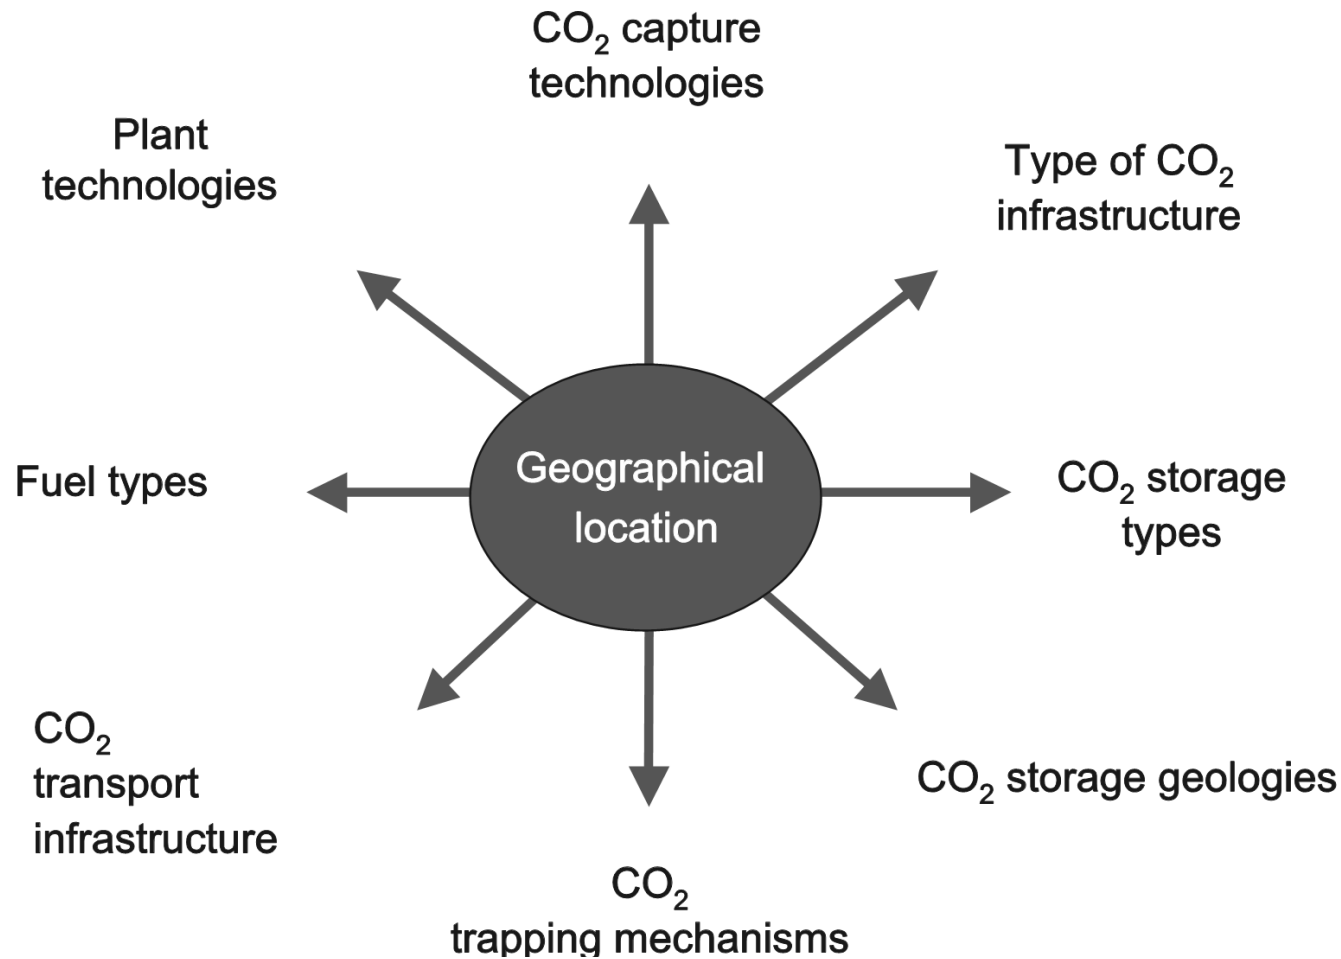 CO₂ capture
technologies
Plant
technologies
Type of CO₂
infrastructure
Geographical
location
Fuel types
CO₂ storage
types
CO₂
transport
infrastructure
CO₂ storage geologies
CO₂
trapping mechanisms